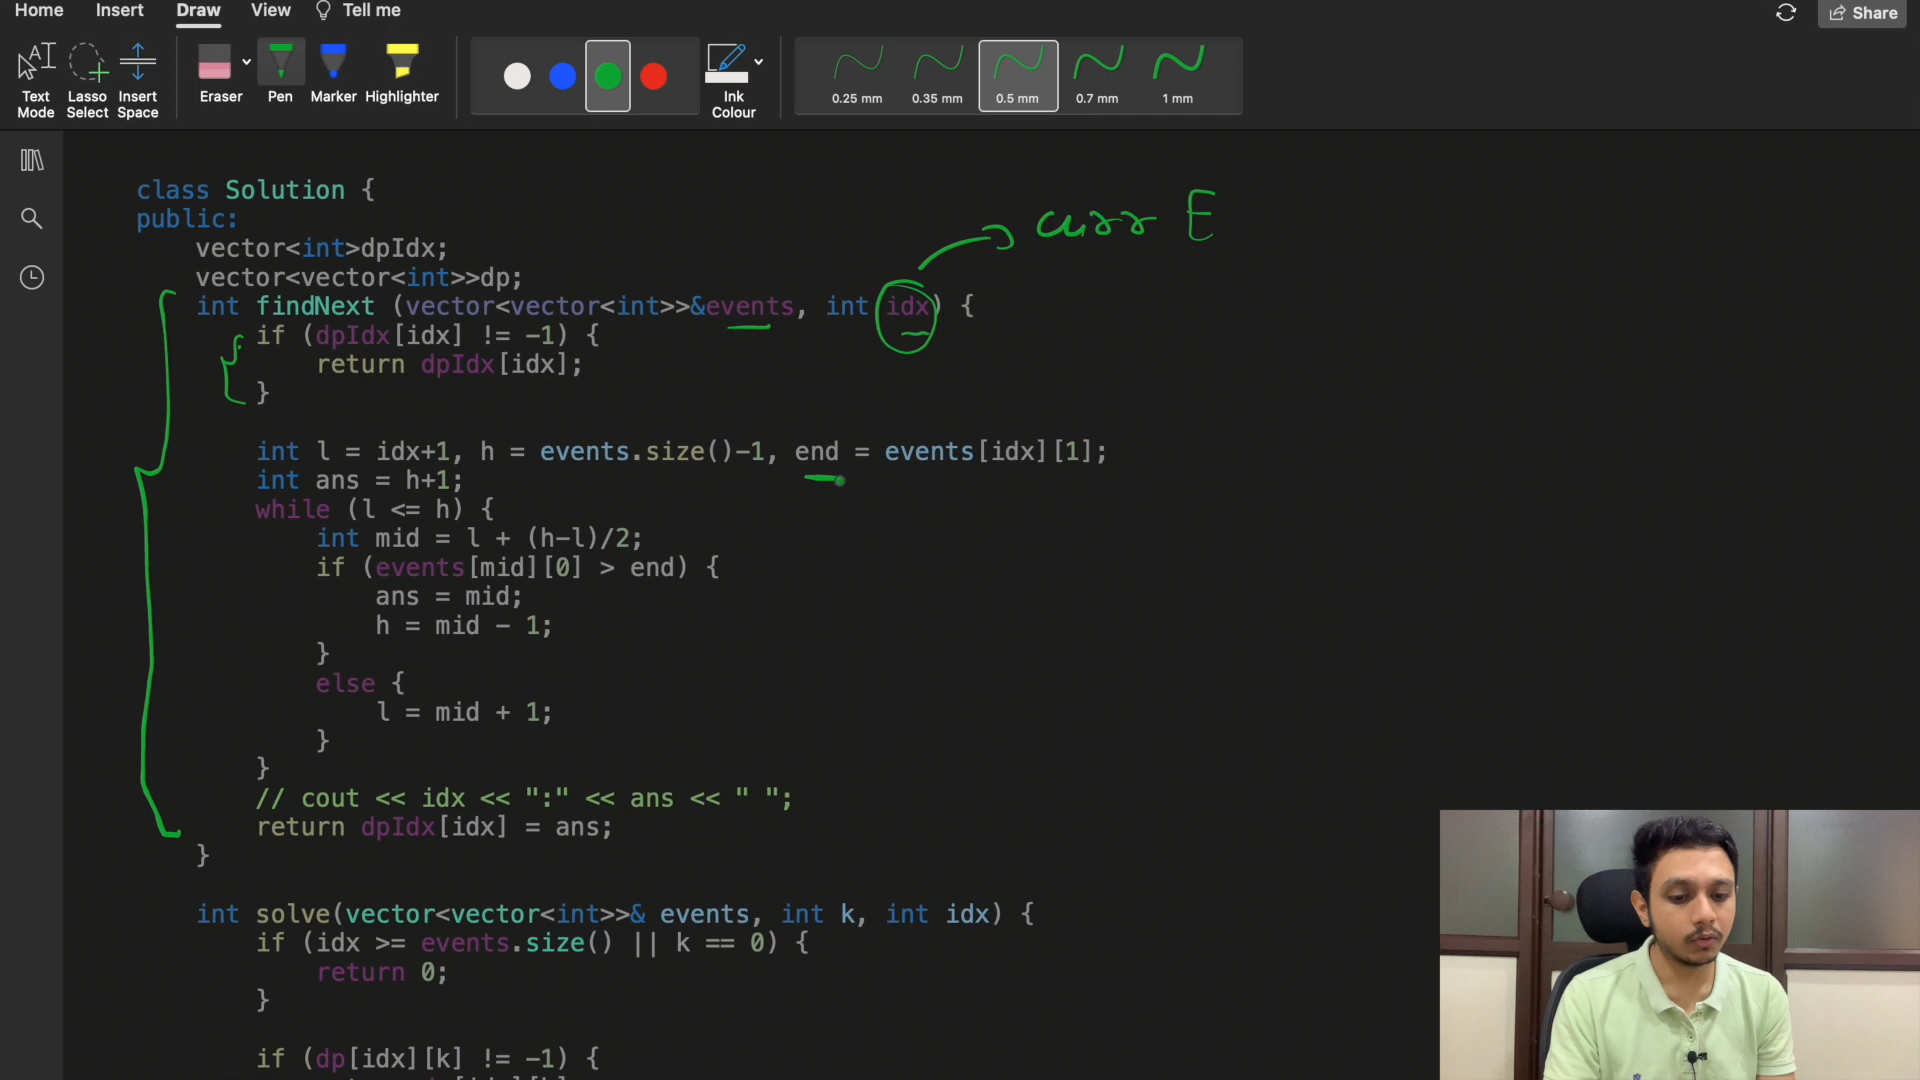 Home Insert Draw View Tell me Share
Text Mode Lasso Select Insert Space Eraser Pen Marker Highlighter Ink Colour 0.25 mm 0.35 mm 0.5 mm 0.7 mm 1 mm
class Solution {
public:
curr E
vector<int>dpIdx;
vector<vector<int>>dp;
int findNext (vector<vector<int>>&events, int idx) {
if (dpIdx[idx] != -1) {
return dpIdx[idx];
}
int l = idx+1, h = events.size()-1, end = events[idx][1];
int ans = h+1;
while (l <= h) {
int mid = l + (h-l)/2;
if (events[mid][0] > end) {
ans = mid;
h = mid - 1;
}
else {
l = mid + 1;
}
}
// cout << idx << ":" << ans << " ";
return dpIdx[idx] = ans;
}
int solve(vector<vector<int>>& events, int k, int idx) {
if (idx >= events.size() || k == 0) {
return 0;
}
if (dp[idx][k] != -1) {